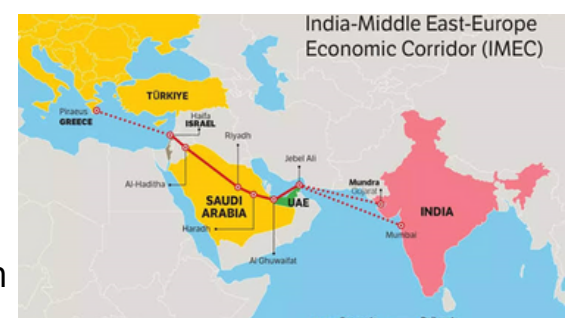 India-Middle East-Europe
Economic Corridor (IMEC)
TÜRKIYE
Piraeus
GREECE
Haifa
ISRAEL
Riyadh
Jebel Ali
Al-Haditha
Mundra
Gujarat
SAUDI
ARABIA
UAE
INDIA
Haradh
Mumbai
Al Ghuwaifat